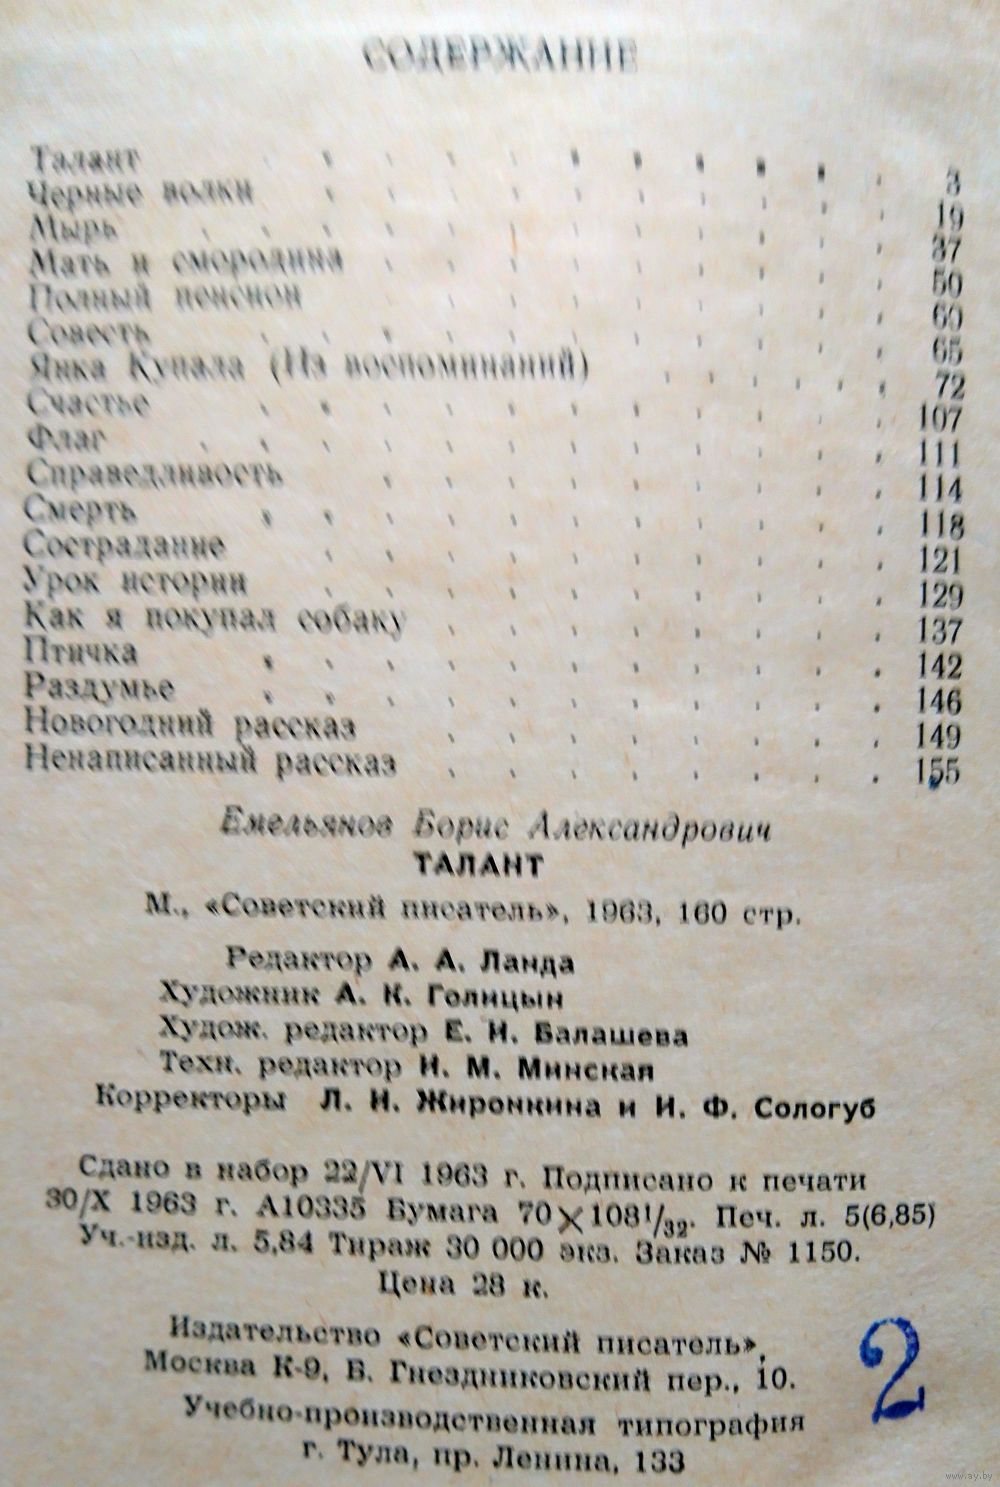 СОДЕРЖАНИЕ
Талант 3
Черные волки 19
Мырь 37
Мать и смородина 50
Полный пенсион 60
Совесть 65
Янка Купала (Из воспоминаний) 72
Счастье 107
Флаг 111
Справедливость 114
Смерть 118
Сострадание 121
Урок истории 129
Как я покупал собаку 137
Птичка 142
Раздумье 146
Новогодний рассказ 149
Ненаписанный рассказ 155
Емельянов Борис Александрович
ТАЛАНТ
М., «Советский писатель», 1963, 160 стр.
Редактор А. А. Ланда
Художник А. К. Голицын
Худож. редактор Е. И. Балашева
Техн. редактор И. М. Минская
Корректоры Л. И. Жиронкина и И. Ф. Сологуб
Сдано в набор 22/VI 1963 г. Подписано к печати
30/X 1963 г. А10335 Бумага 70×108 1/32. Печ. л. 5(6,85)
Уч.-изд. л. 5,84 Тираж 30 000 экз. Заказ № 1150.
Цена 28 к.
Издательство «Советский писатель»,
Москва К-9, Б. Гнездниковский пер., 10.
2
Учебно-производственная типография
г. Тула, пр. Ленина, 133
www.ay.by